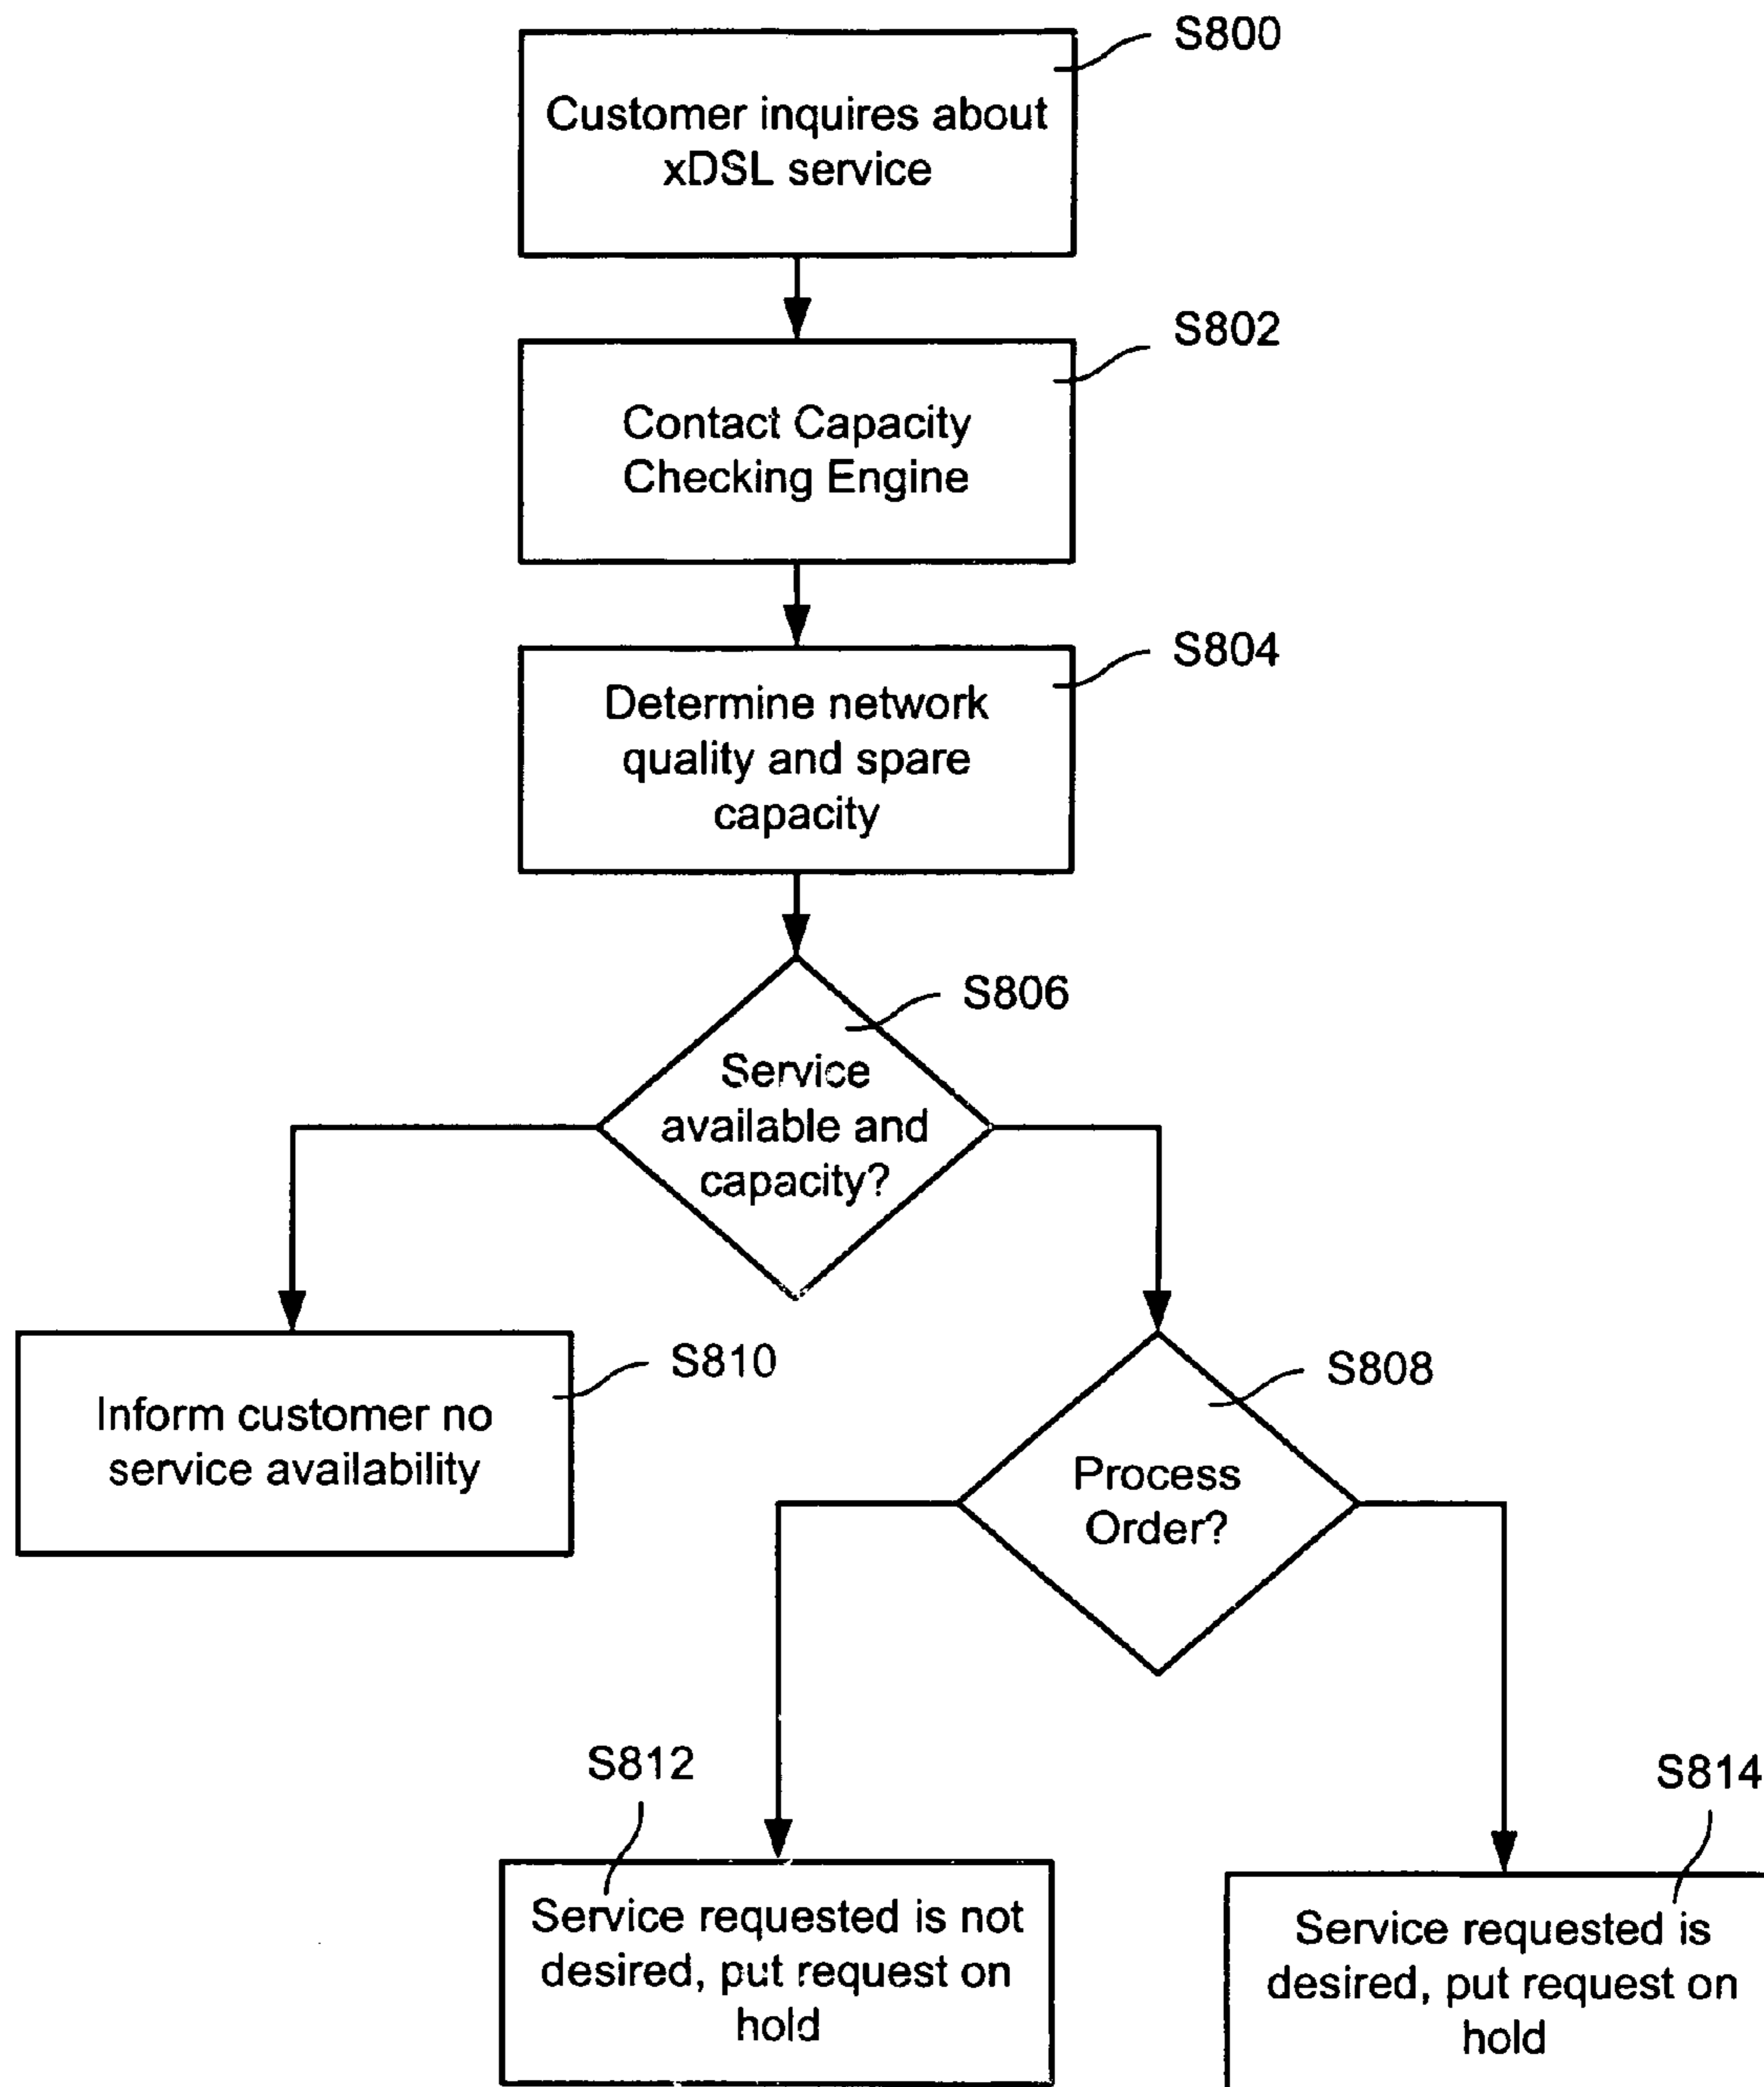 S800
Customer inquires about
xDSL service
S802
Contact Capacity
Checking Engine
S804
Determine network
quality and spare
capacity
S806
Service
available and
capacity?
S810
Inform customer no
service availability
S808
Process
Order?
S812
Service requested is not
desired, put request on
hold
S814
Service requested is
desired, put request on
hold